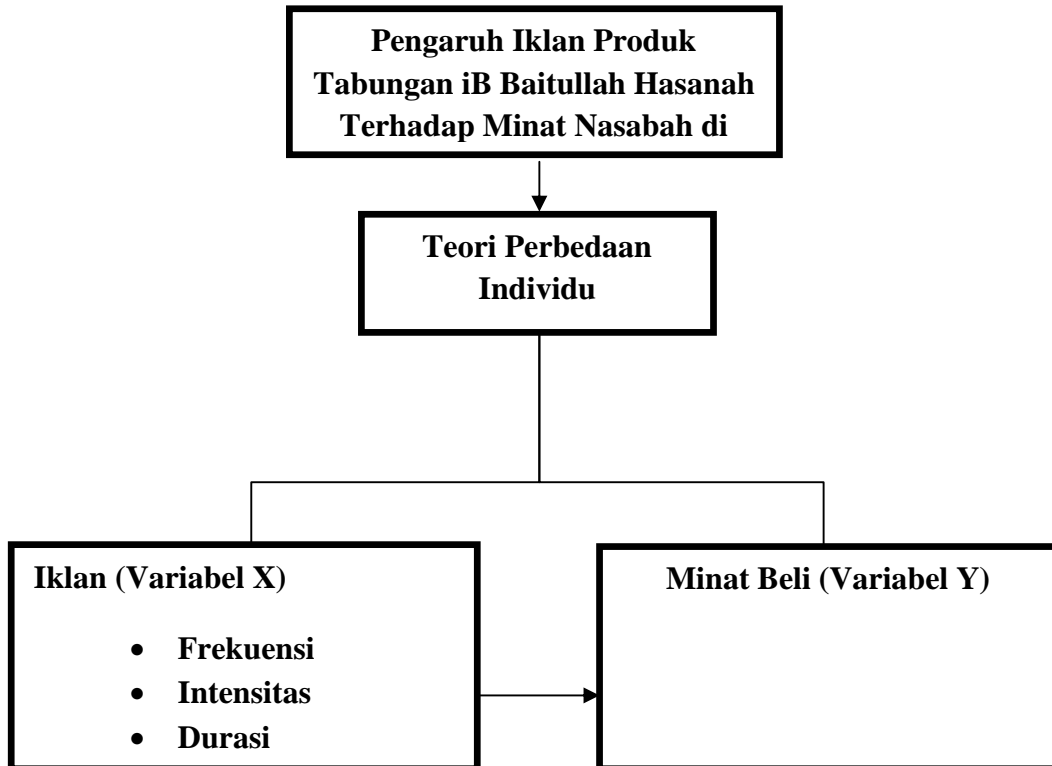 Pengaruh Iklan Produk
Tabungan iB Baitullah Hasanah
Terhadap Minat Nasabah di
Teori Perbedaan
Individu
Iklan (Variabel X)
• Frekuensi
• Intensitas
• Durasi
Minat Beli (Variabel Y)